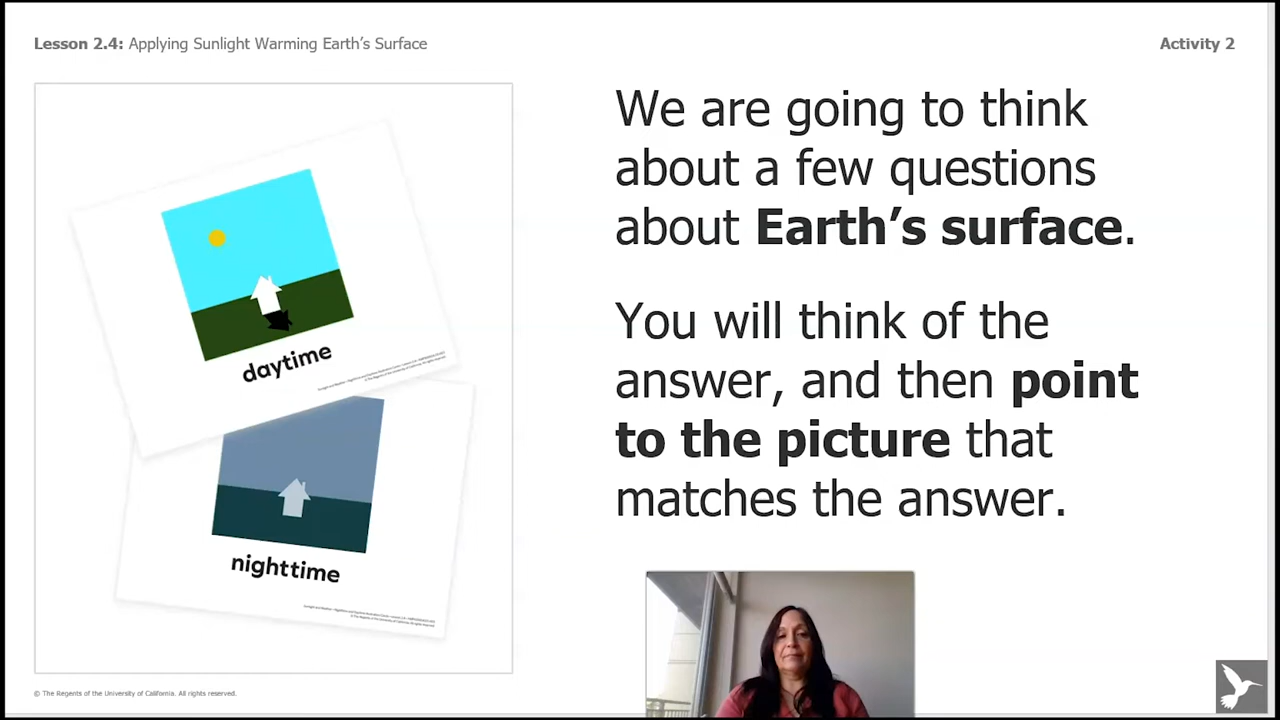 Lesson 2.4: Applying Sunlight Warming Earth's Surface
Activity 2
daytime
nighttime
We are going to think
about a few questions
about Earth's surface.
You will think of the
answer, and then point
to the picture that
matches the answer.
© The Regents of the University of California. All rights reserved.